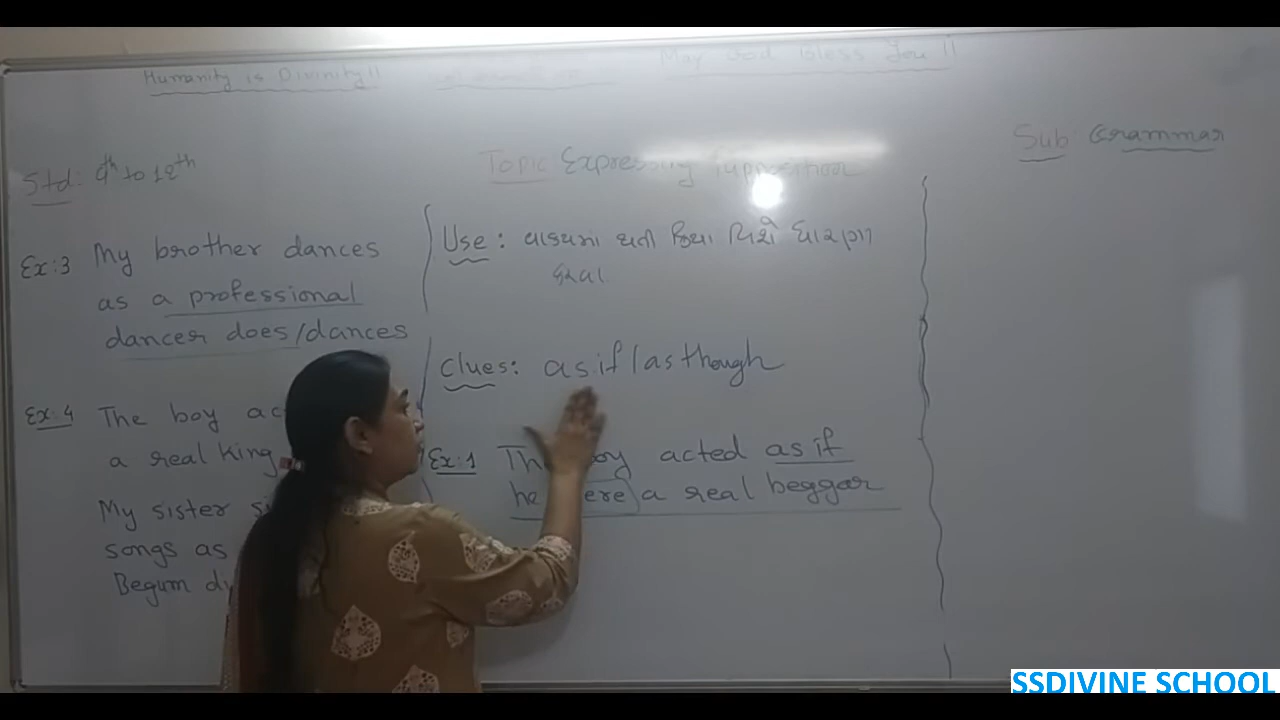 Humanity is Divinity!!
May God Bless You !!
Sub Grammar
Std: 9th to 12th
Topic Expressing Supposition
Ex:3 My brother dances
as a professional
dancer does/dances
Ex:4 The boy
a real king
My sister
songs as
Begum
Use: વાક્યમાં થતી ક્રિયા વિશે ધારણા
કરવા
Clues: as if / as though
Ex:1 The boy acted as if
he were a real beggar
SSDIVINE SCHOOL